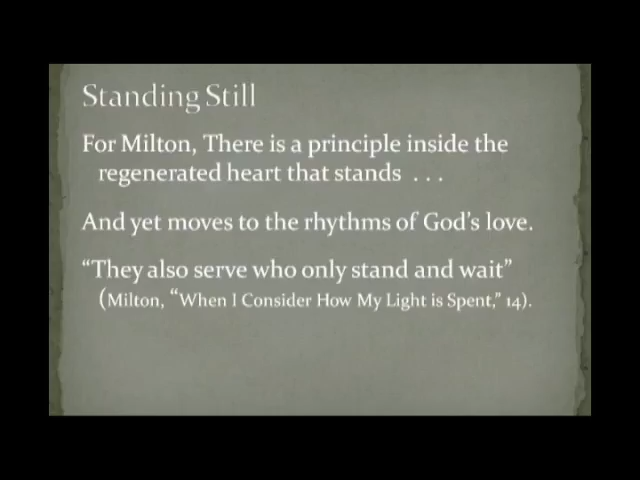 Standing Still
For Milton, There is a principle inside the
regenerated heart that stands . . .
And yet moves to the rhythms of God’s love.
“They also serve who only stand and wait”
(Milton, “When I Consider How My Light is Spent,” 14).